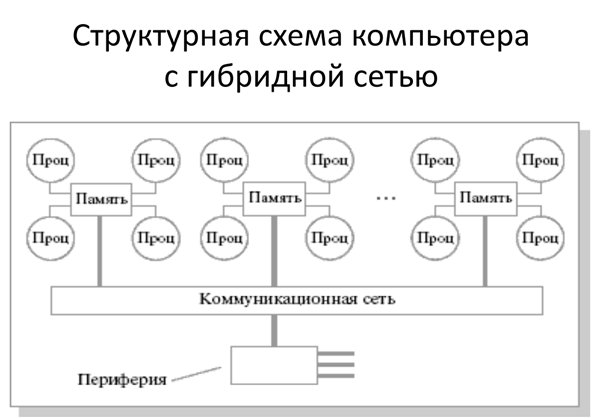 Структурная схема компьютера
с гибридной сетью
Проц Проц Проц Проц Проц Проц
Память Память ... Память
Проц Проц Проц Проц Проц Проц
Коммуникационная сеть
Периферия